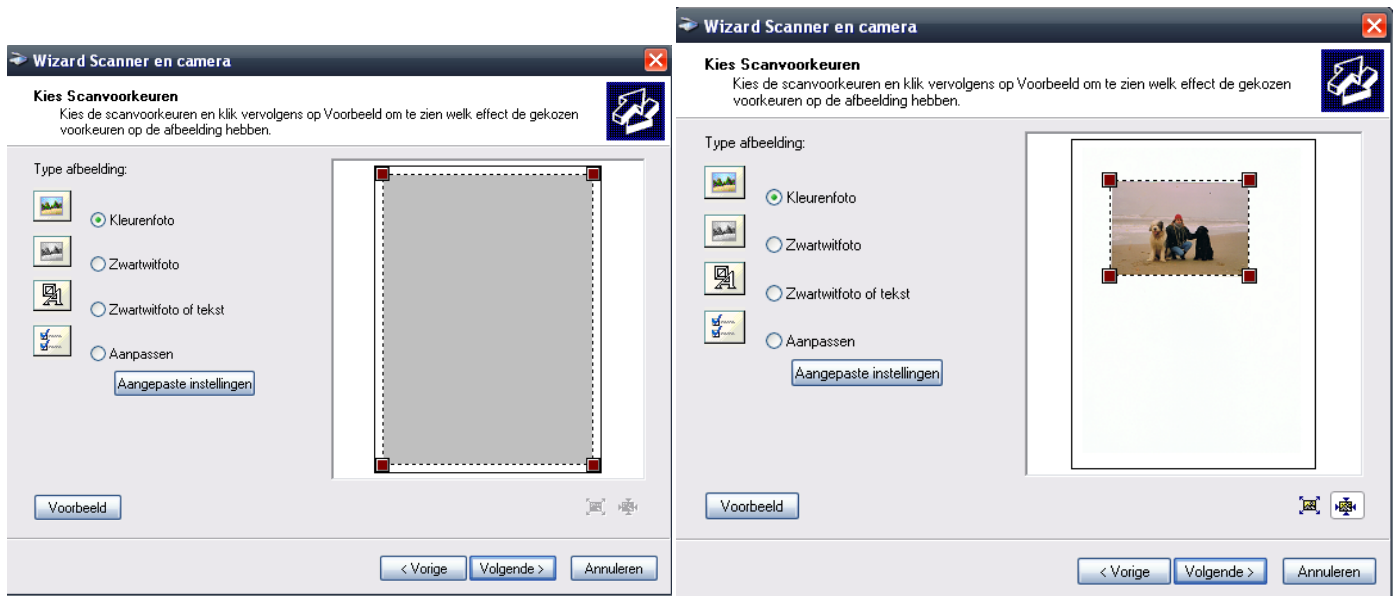 Wizard Scanner en camera
Kies Scanvoorkeuren
Kies de scanvoorkeuren en klik vervolgens op Voorbeeld om te zien welk effect de gekozen
voorkeuren op de afbeelding hebben.
Type afbeelding:
Kleurenfoto
Zwartwitfoto
Zwartwitfoto of tekst
Aanpassen
Aangepaste instellingen
Voorbeeld
< Vorige
Volgende >
Annuleren
Wizard Scanner en camera
Kies Scanvoorkeuren
Kies de scanvoorkeuren en klik vervolgens op Voorbeeld om te zien welk effect de gekozen
voorkeuren op de afbeelding hebben.
Type afbeelding:
Kleurenfoto
Zwartwitfoto
Zwartwitfoto of tekst
Aanpassen
Aangepaste instellingen
Voorbeeld
< Vorige
Volgende >
Annuleren